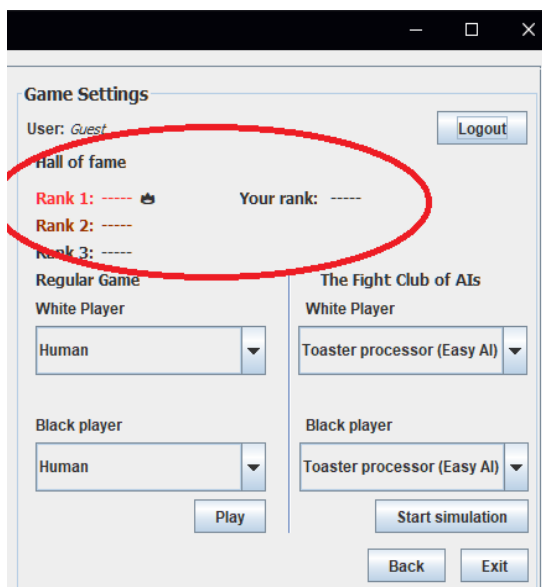 Game Settings
User: Guest
Logout
Hall of fame
Rank 1: ----- Your rank: -----
Rank 2: -----
Rank 3: -----
Regular Game The Fight Club of AIs
White Player White Player
Human Toaster processor (Easy AI)
Black player Black player
Human Toaster processor (Easy AI)
Play Start simulation
Back Exit